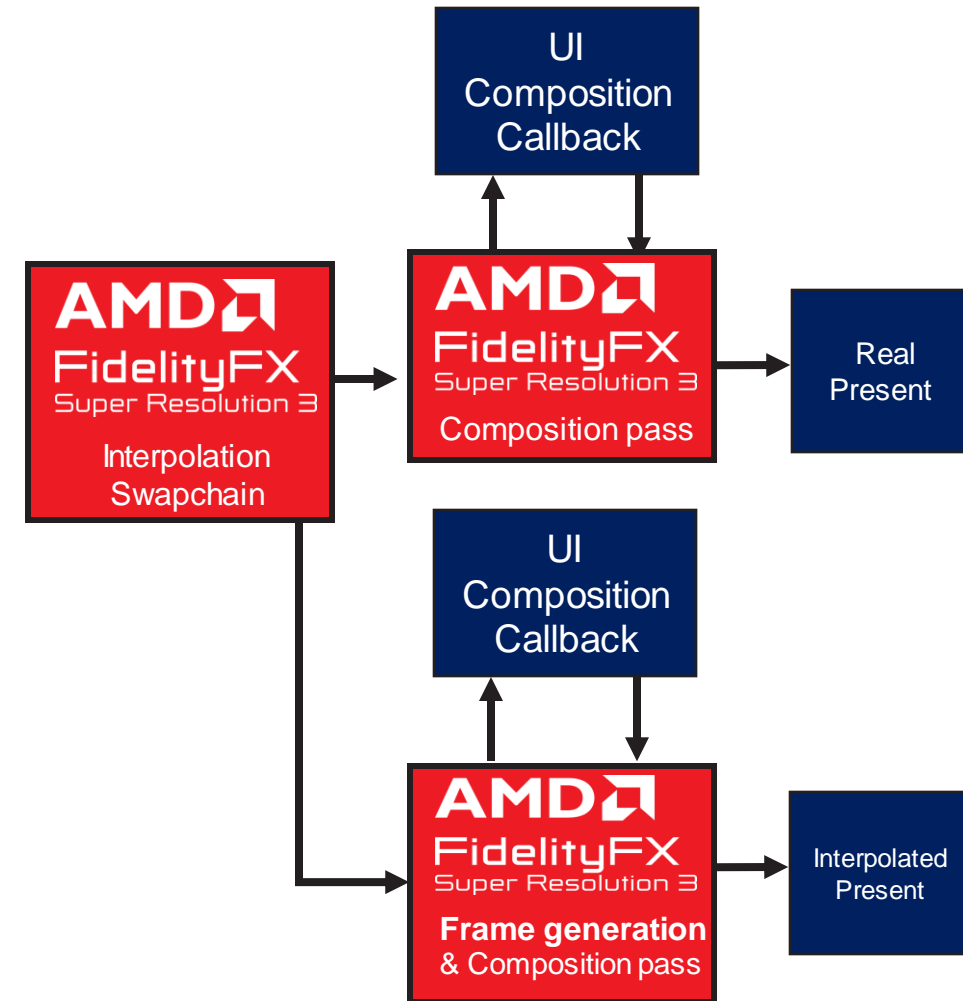 UI
Composition
Callback
AMD
FidelityFX
Super Resolution 3
Interpolation
Swapchain
AMD
FidelityFX
Super Resolution 3
Composition pass
Real
Present
UI
Composition
Callback
AMD
FidelityFX
Super Resolution 3
Frame generation
& Composition pass
Interpolated
Present